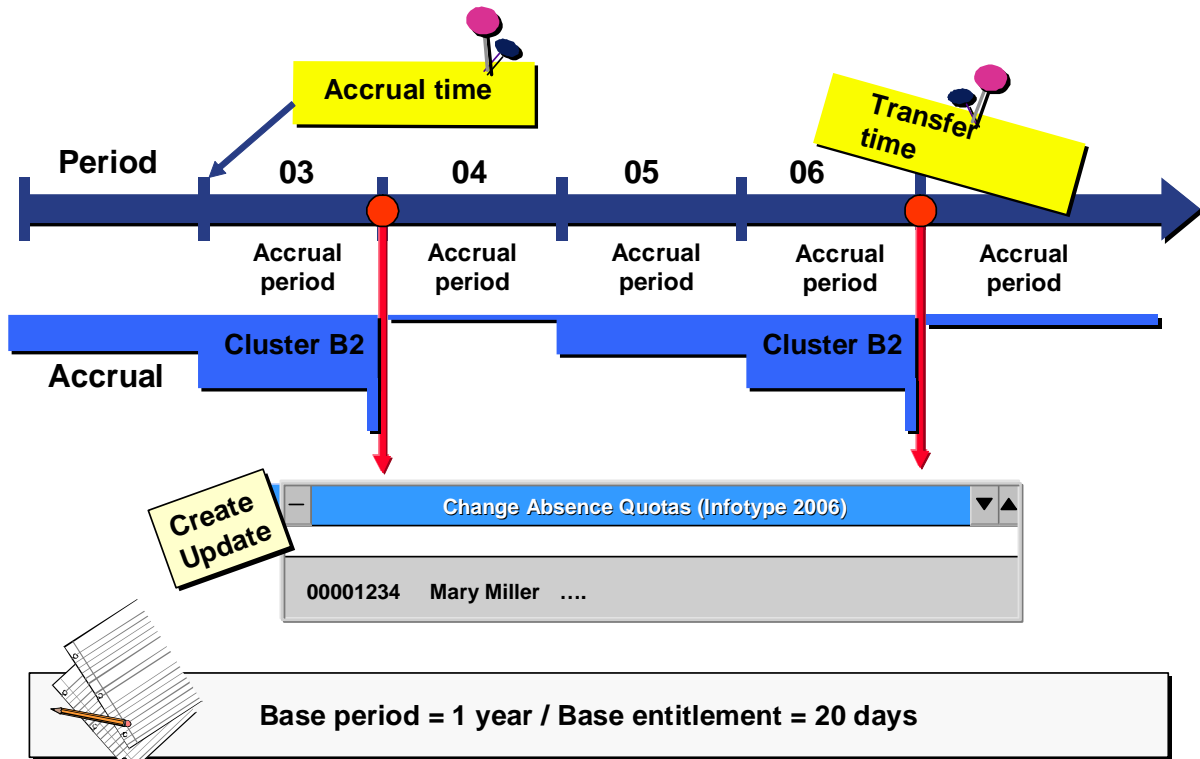 Accrual time
Transfer
time
Period
03
04
05
06
Accrual
period
Accrual
period
Accrual
period
Accrual
period
Accrual
period
Cluster B2
Cluster B2
Accrual
Create
Update
Change Absence Quotas (Infotype 2006)
00001234 Mary Miller ....
Base period = 1 year / Base entitlement = 20 days